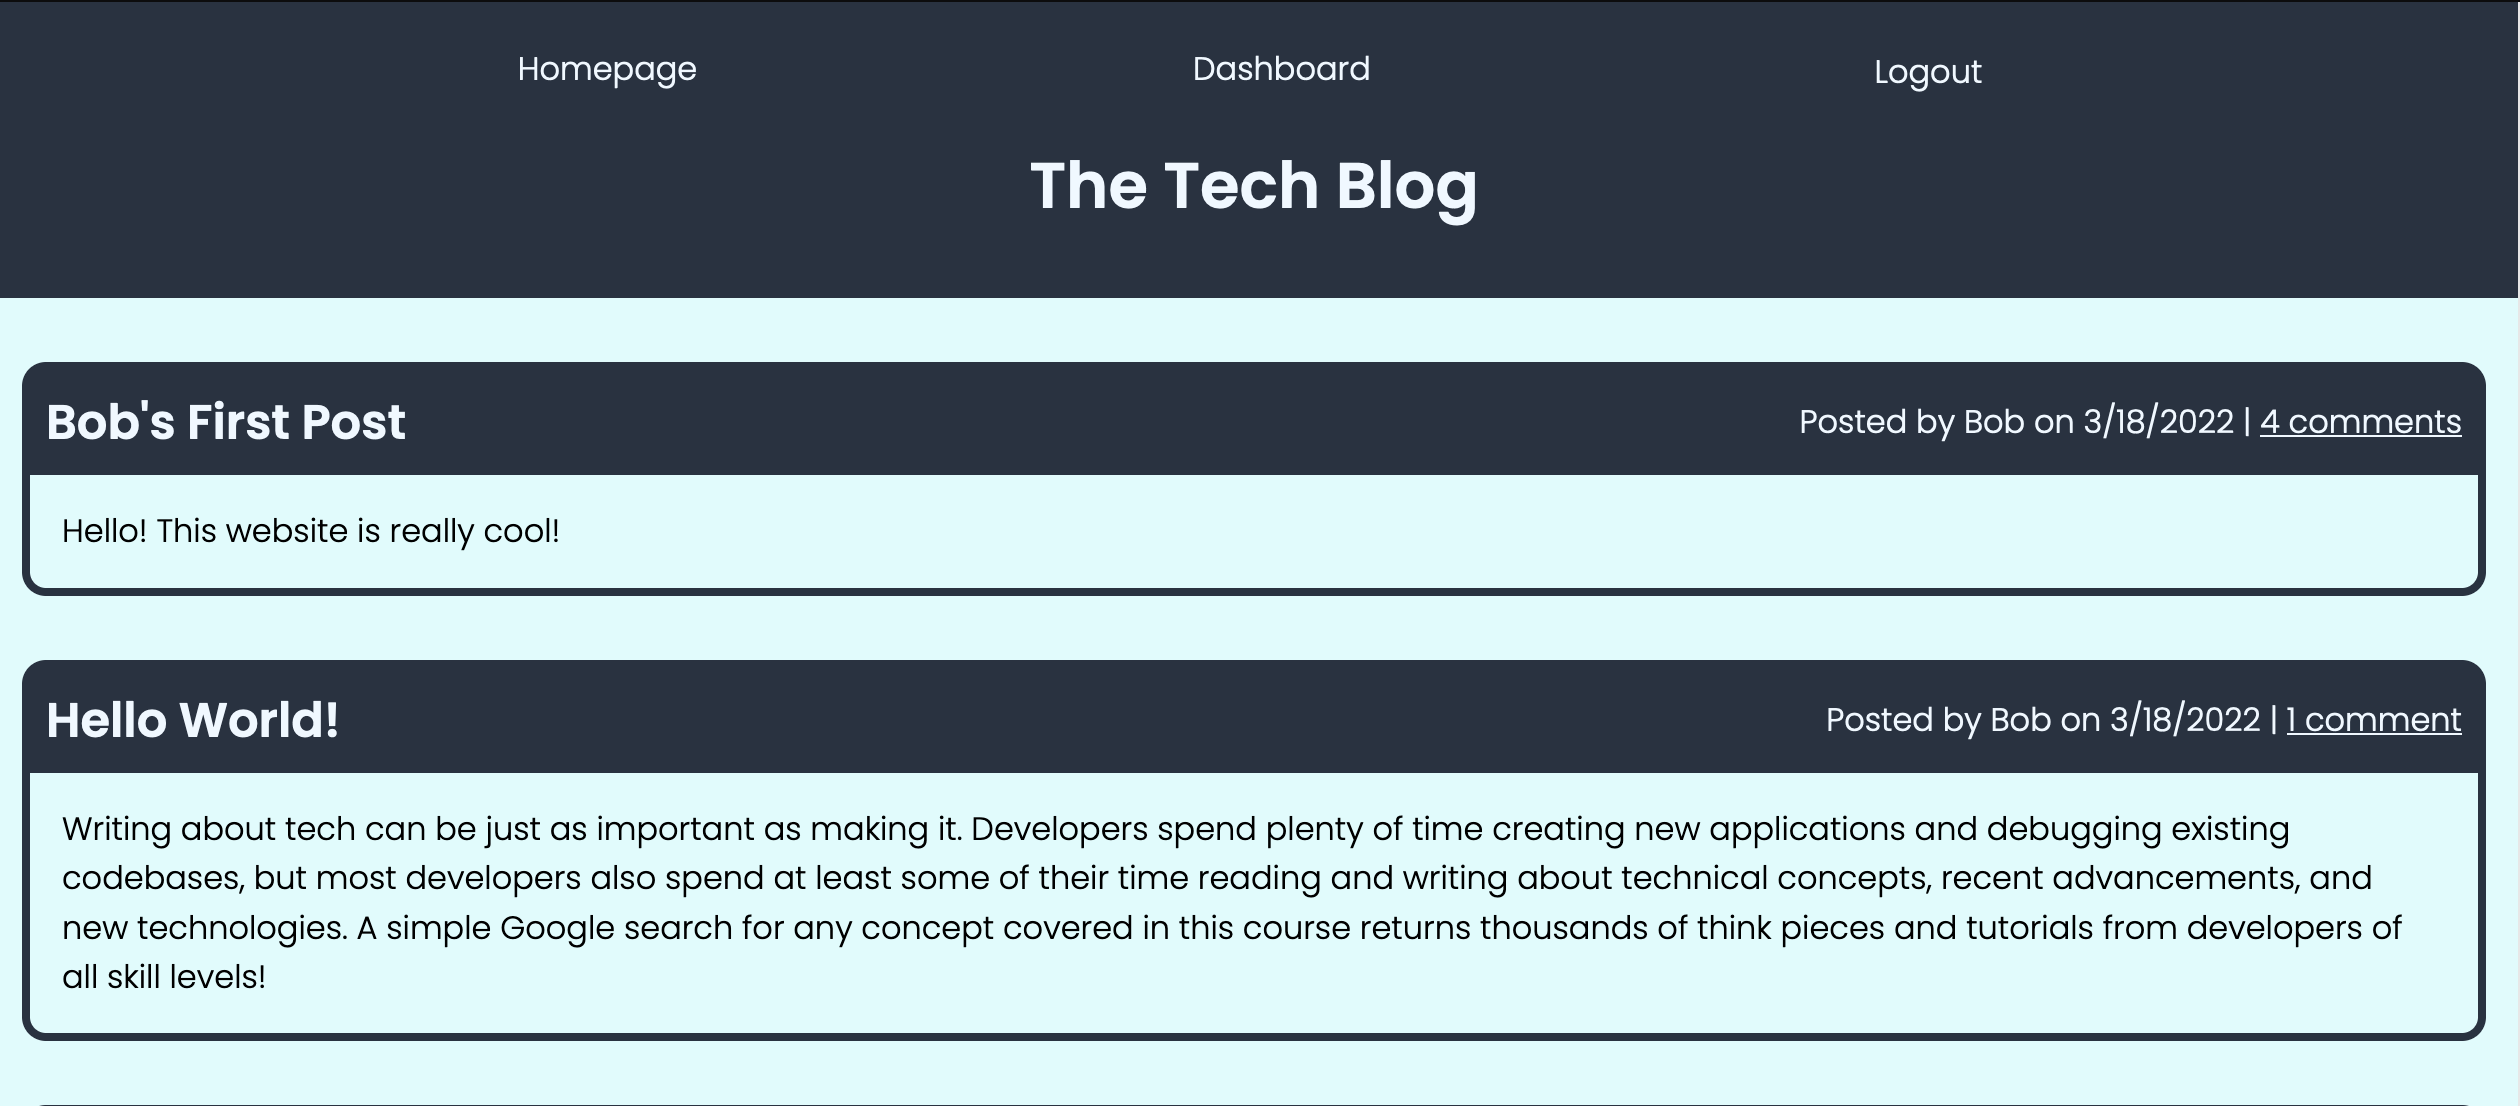 Homepage Dashboard Logout
The Tech Blog
Bob's First Post
Posted by Bob on 3/18/2022 | 4 comments
Hello! This website is really cool!
Hello World!
Posted by Bob on 3/18/2022 | 1 comment
Writing about tech can be just as important as making it. Developers spend plenty of time creating new applications and debugging existing
codebases, but most developers also spend at least some of their time reading and writing about technical concepts, recent advancements, and
new technologies. A simple Google search for any concept covered in this course returns thousands of think pieces and tutorials from developers of
all skill levels!